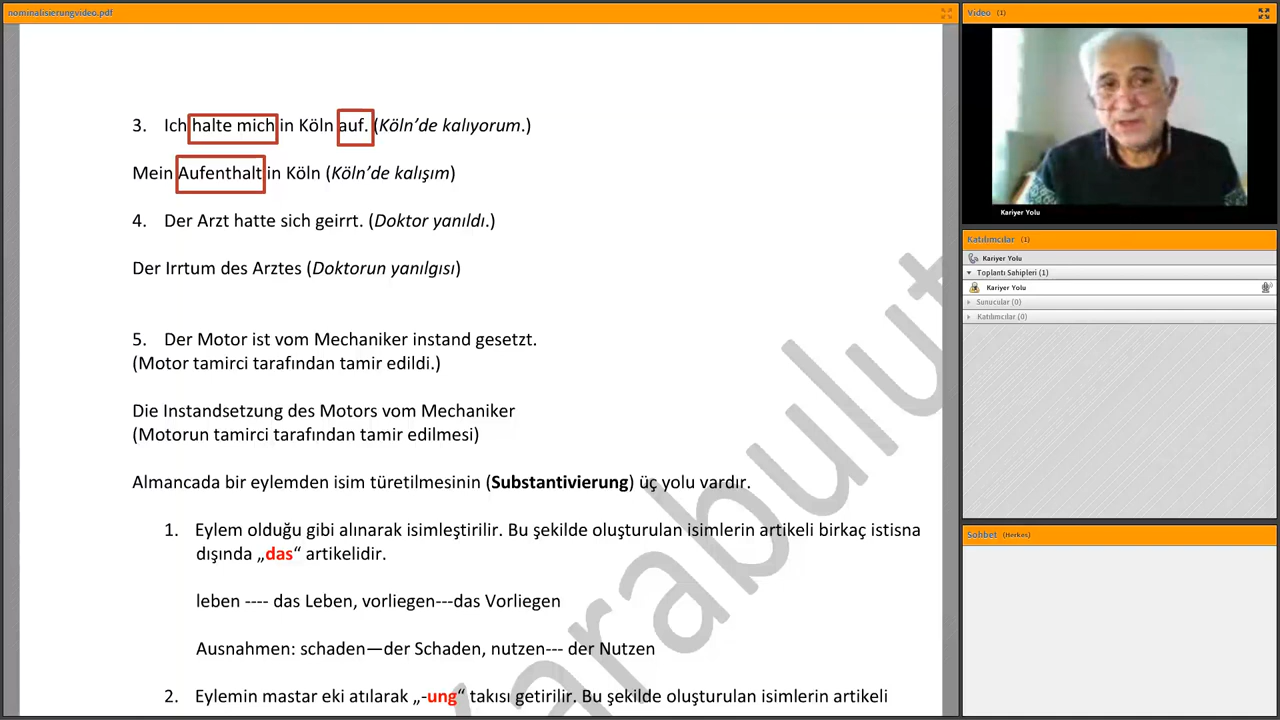 nominalisierungvideo.pdf
3. Ich halte mich in Köln auf. (Köln’de kalıyorum.)
Mein Aufenthalt in Köln (Köln’de kalışım)
4. Der Arzt hatte sich geirrt. (Doktor yanıldı.)
Der Irrtum des Arztes (Doktorun yanılgısı)
5. Der Motor ist vom Mechaniker instand gesetzt.
(Motor tamirci tarafından tamir edildi.)
Die Instandsetzung des Motors vom Mechaniker
(Motorun tamirci tarafından tamir edilmesi)
Almancada bir eylemden isim türetilmesinin (Substantivierung) üç yolu vardır.
1. Eylem olduğu gibi alınarak isimleştirilir. Bu şekilde oluşturulan isimlerin artikeli birkaç istisna
dışında „das“ artikelidir.
leben ---- das Leben, vorliegen---das Vorliegen
Ausnahmen: schaden—der Schaden, nutzen--- der Nutzen
2. Eylemin mastar eki atılarak „-ung“ takısı getirilir. Bu şekilde oluşturulan isimlerin artikeli
Karabulut
Video (1)
Kariyer Yolu
Katılımcılar (1)
Kariyer Yolu
Toplantı Sahipleri (1)
Kariyer Yolu
Sunucular (0)
Katılımcılar (0)
Sohbet (Herkes)